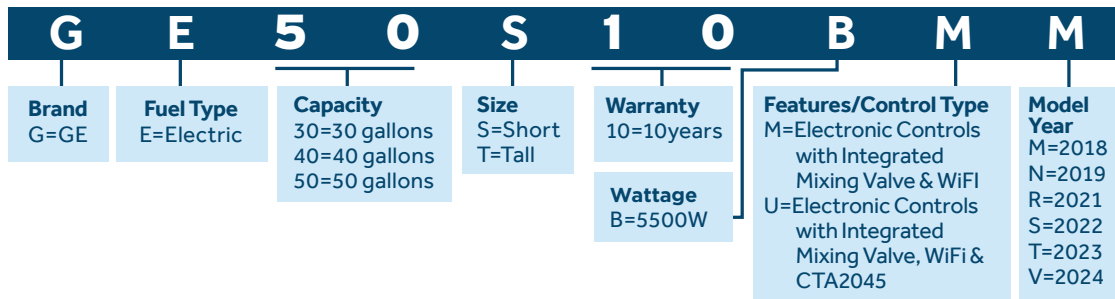 G E 5 0 S 1 0 B M M
Brand
G=GE
Fuel Type
E=Electric
Capacity
30=30 gallons
40=40 gallons
50=50 gallons
Size
S=Short
T=Tall
Warranty
10=10years
Wattage
B=5500W
Features/Control Type
M=Electronic Controls
with Integrated
Mixing Valve & WiFI
U=Electronic Controls
with Integrated
Mixing Valve, WiFi &
CTA2045
Model
Year
M=2018
N=2019
R=2021
S=2022
T=2023
V=2024